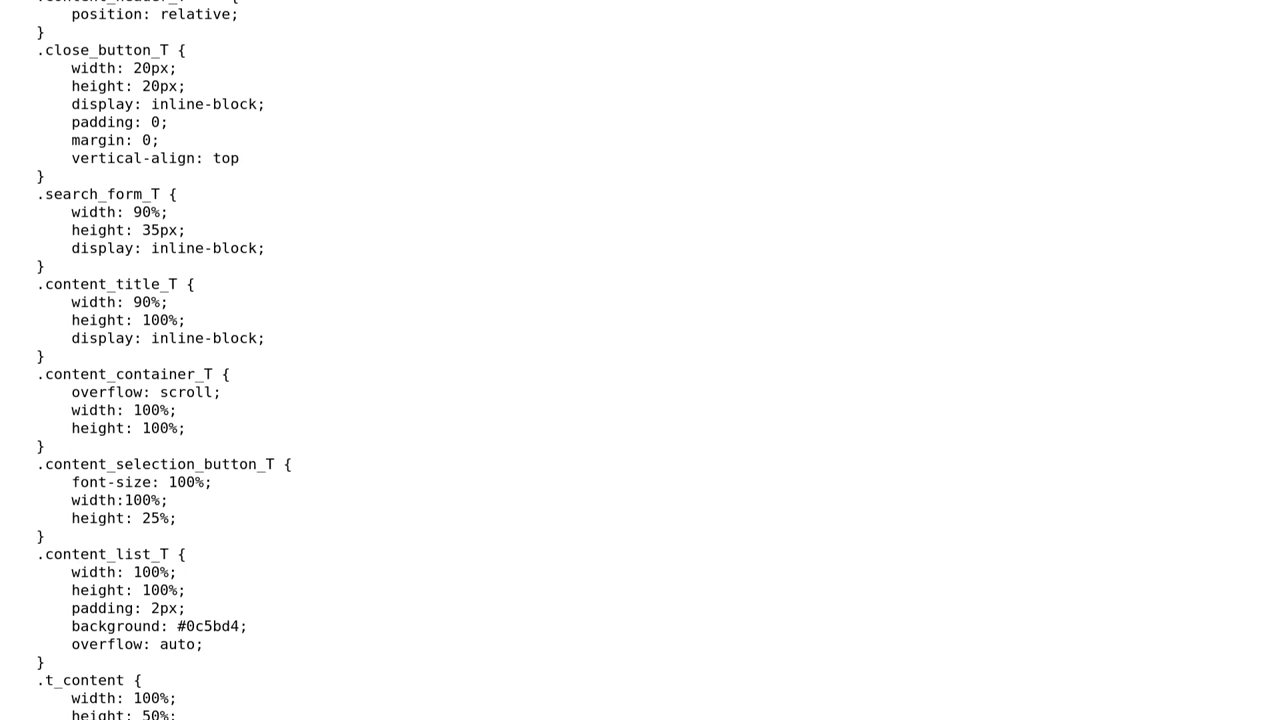 position: relative;
}
.close_button_T {
width: 20px;
height: 20px;
display: inline-block;
padding: 0;
margin: 0;
vertical-align: top
}
.search_form_T {
width: 90%;
height: 35px;
display: inline-block;
}
.content_title_T {
width: 90%;
height: 100%;
display: inline-block;
}
.content_container_T {
overflow: scroll;
width: 100%;
height: 100%;
}
.content_selection_button_T {
font-size: 100%;
width:100%;
height: 25%;
}
.content_list_T {
width: 100%;
height: 100%;
padding: 2px;
background: #0c5bd4;
overflow: auto;
}
.t_content {
width: 100%;
height: 50%;